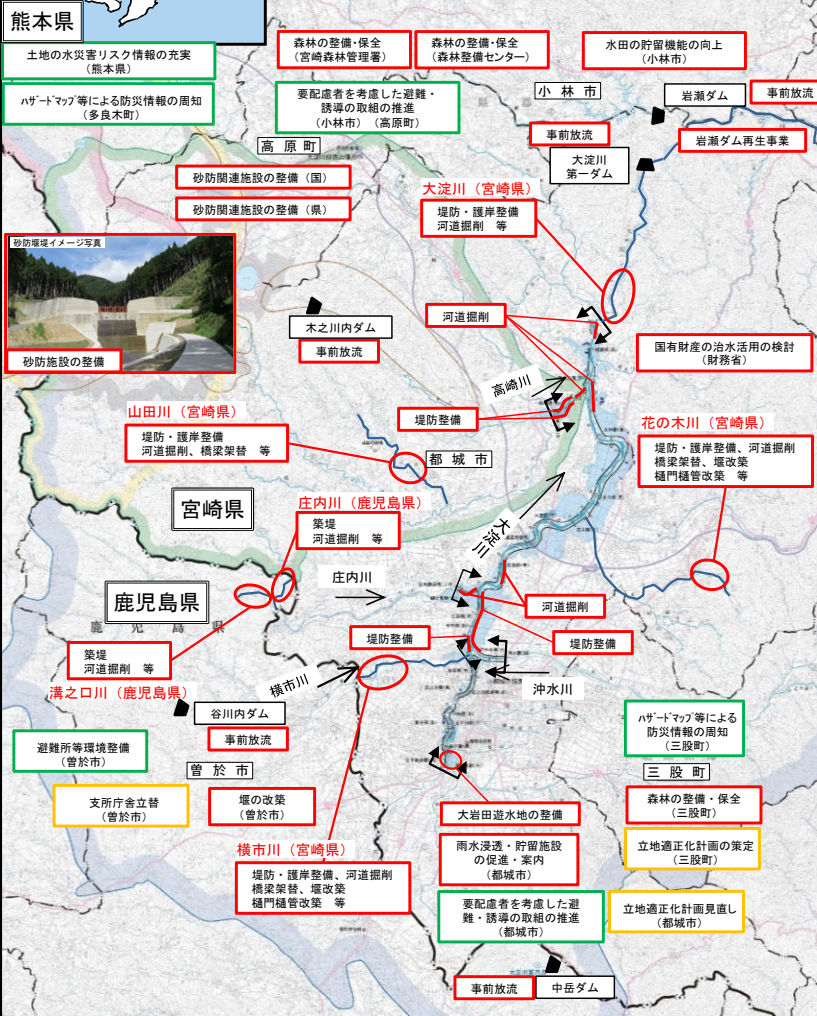 熊本県
土地の水災害リスク情報の充実
(熊本県)
ﾊｻﾞｰﾄﾞﾏｯﾌﾟ等による防災情報の周知
(多良木町)
森林の整備・保全
(宮崎森林管理署)
森林の整備・保全
(森林整備センター)
水田の貯留機能の向上
(小林市)
要配慮者を考慮した避難・
誘導の取組の推進
(小林市) (高原町)
小林市
岩瀬ダム
事前放流
事前放流
岩瀬ダム再生事業
大淀川
第一ダム
高原町
砂防関連施設の整備(国)
砂防関連施設の整備(県)
大淀川(宮崎県)
堤防・護岸整備
河道掘削 等
砂防堰堤イメージ写真
砂防施設の整備
木之川内ダム
事前放流
河道掘削
国有財産の治水活用の検討
(財務省)
高崎川
堤防整備
山田川(宮崎県)
堤防・護岸整備
河道掘削、橋梁架替 等
都城市
花の木川(宮崎県)
堤防・護岸整備、河道掘削
橋梁架替、堰改築
樋門樋管改築 等
宮崎県
庄内川(鹿児島県)
築堤
河道掘削 等
大淀川
庄内川
鹿児島県
鹿児島県
河道掘削
堤防整備
堤防整備
築堤
河道掘削 等
溝之口川(鹿児島県)
横市川
沖水川
谷川内ダム
事前放流
ﾊｻﾞｰﾄﾞﾏｯﾌﾟ等による
防災情報の周知
(三股町)
避難所等環境整備
(曽於市)
曽於市
三股町
支所庁舎立替
(曽於市)
堰の改築
(曽於市)
大岩田遊水地の整備
森林の整備・保全
(三股町)
雨水浸透・貯留施設
の促進・案内
(都城市)
立地適正化計画の策定
(三股町)
横市川(宮崎県)
堤防・護岸整備、河道掘削
橋梁架替、堰改築
樋門樋管改築 等
要配慮者を考慮した避
難・誘導の取組の推進
(都城市)
立地適正化計画見直し
(都城市)
事前放流
中岳ダム